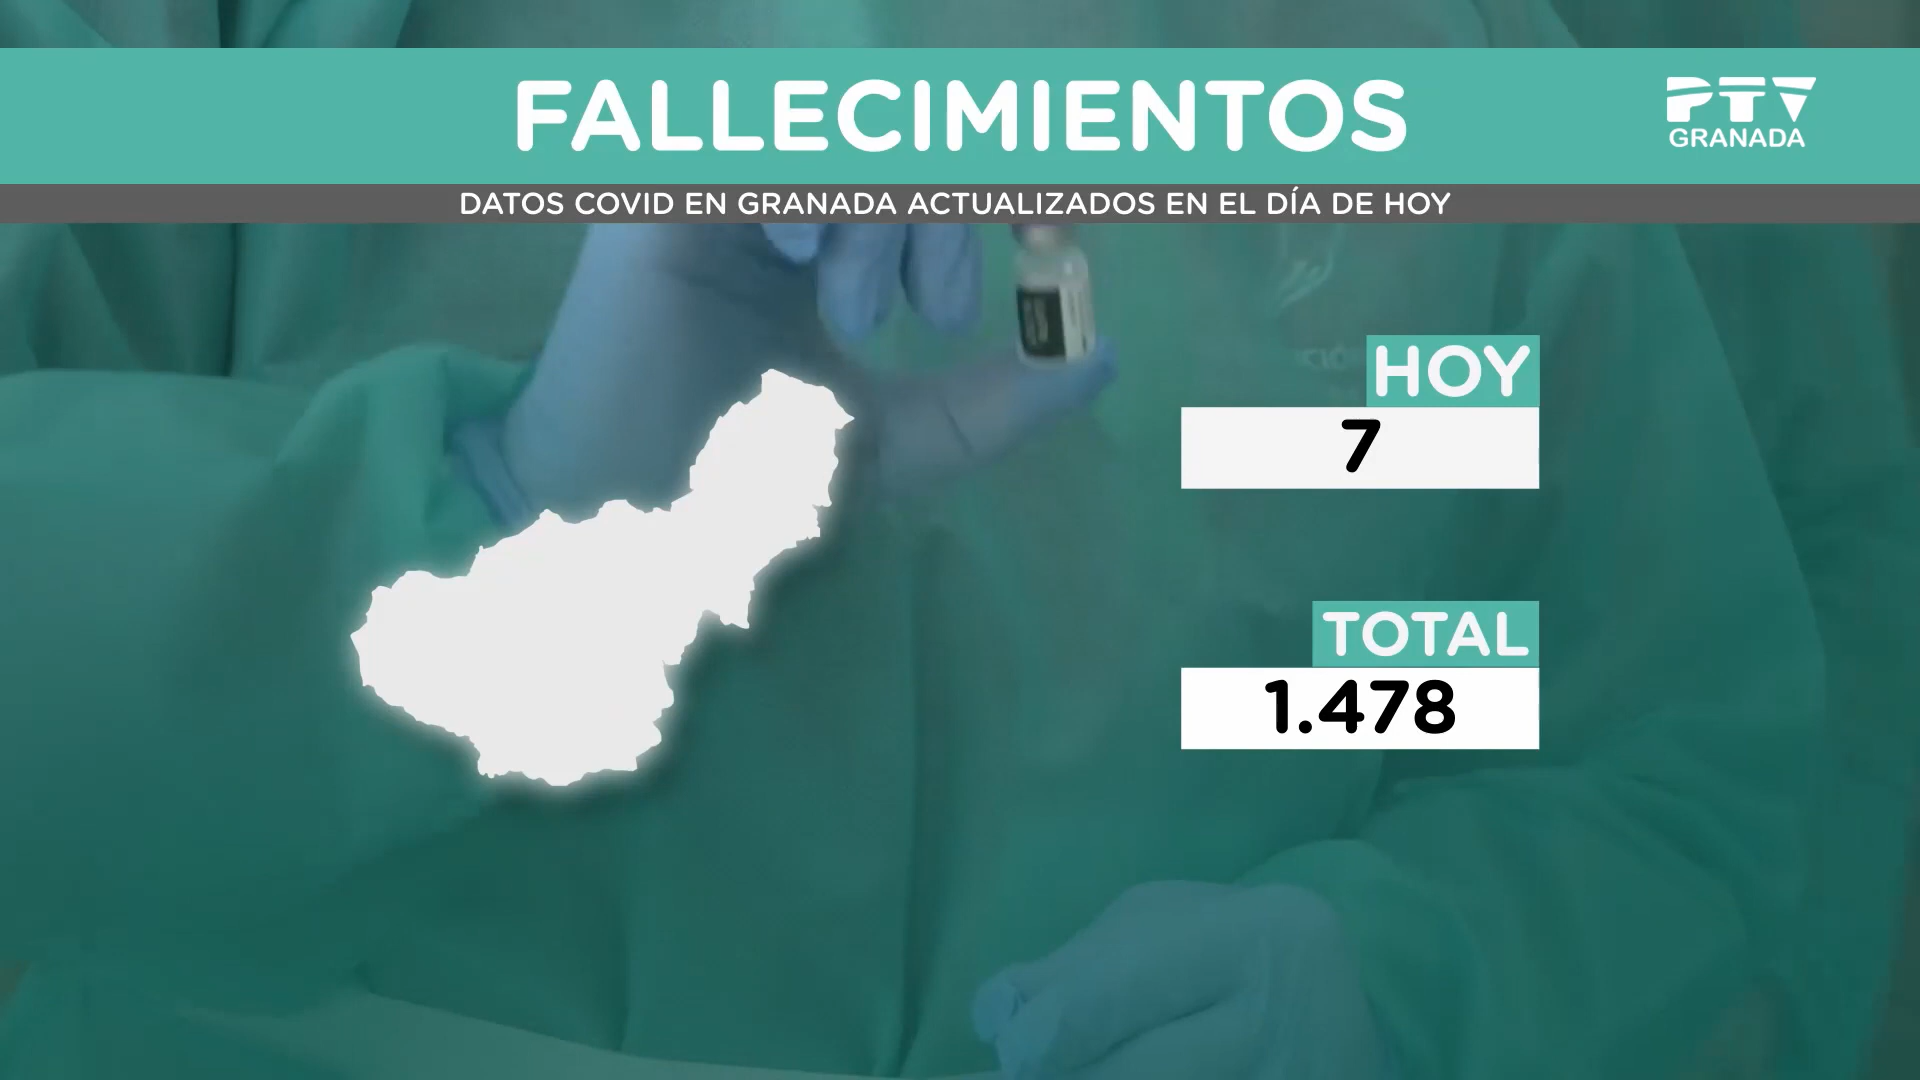 FALLECIMIENTOS
PTV
GRANADA
DATOS COVID EN GRANADA ACTUALIZADOS EN EL DÍA DE HOY
HOY
7
TOTAL
1.478